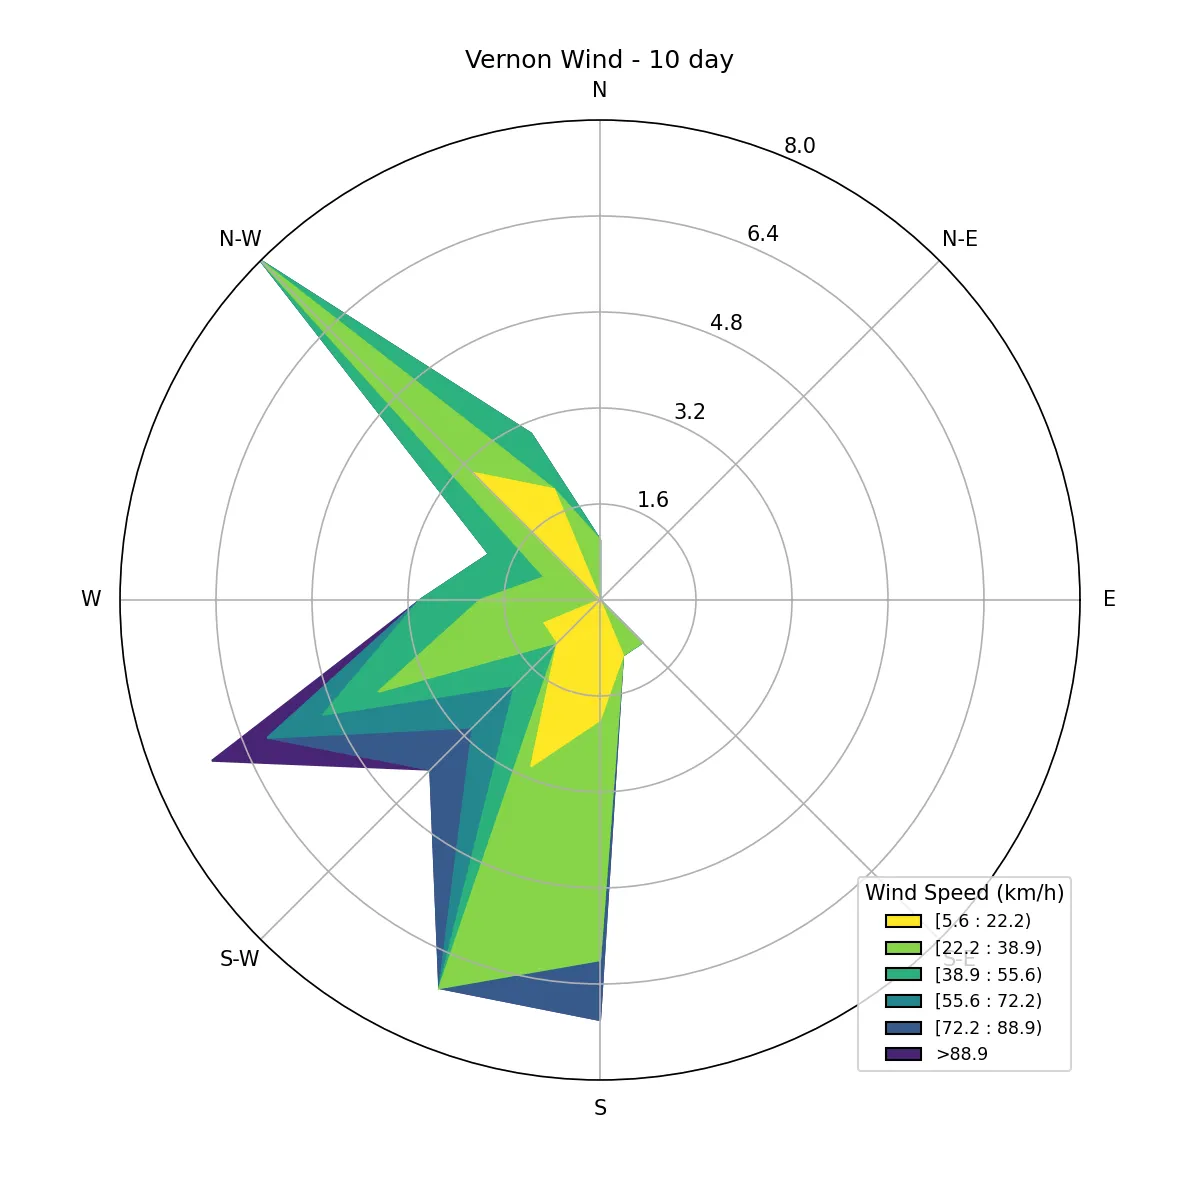 Vernon Wind - 10 day
N
8.0
N-W
6.4
N-E
4.8
3.2
1.6
W
E
S-W
S-E
S
Wind Speed (km/h)
[5.6 : 22.2)
[22.2 : 38.9)
[38.9 : 55.6)
[55.6 : 72.2)
[72.2 : 88.9)
>88.9